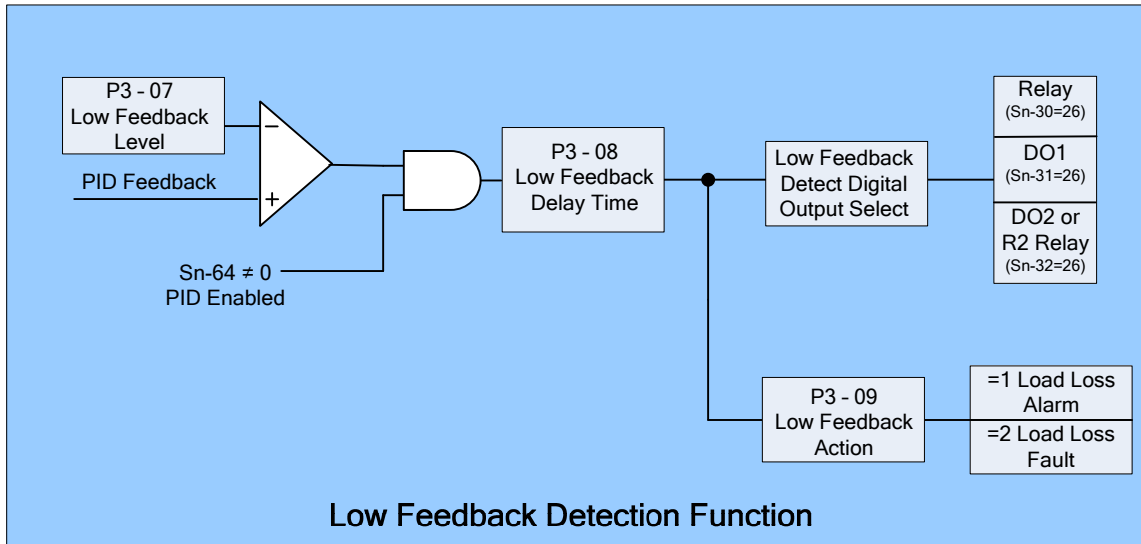 P3 - 07
Low Feedback
Level
PID Feedback
−
+
Sn-64 ≠ 0
PID Enabled
P3 - 08
Low Feedback
Delay Time
Low Feedback
Detect Digital
Output Select
Relay
(Sn-30=26)
DO1
(Sn-31=26)
DO2 or
R2 Relay
(Sn-32=26)
P3 - 09
Low Feedback
Action
=1 Load Loss
Alarm
=2 Load Loss
Fault
Low Feedback Detection Function